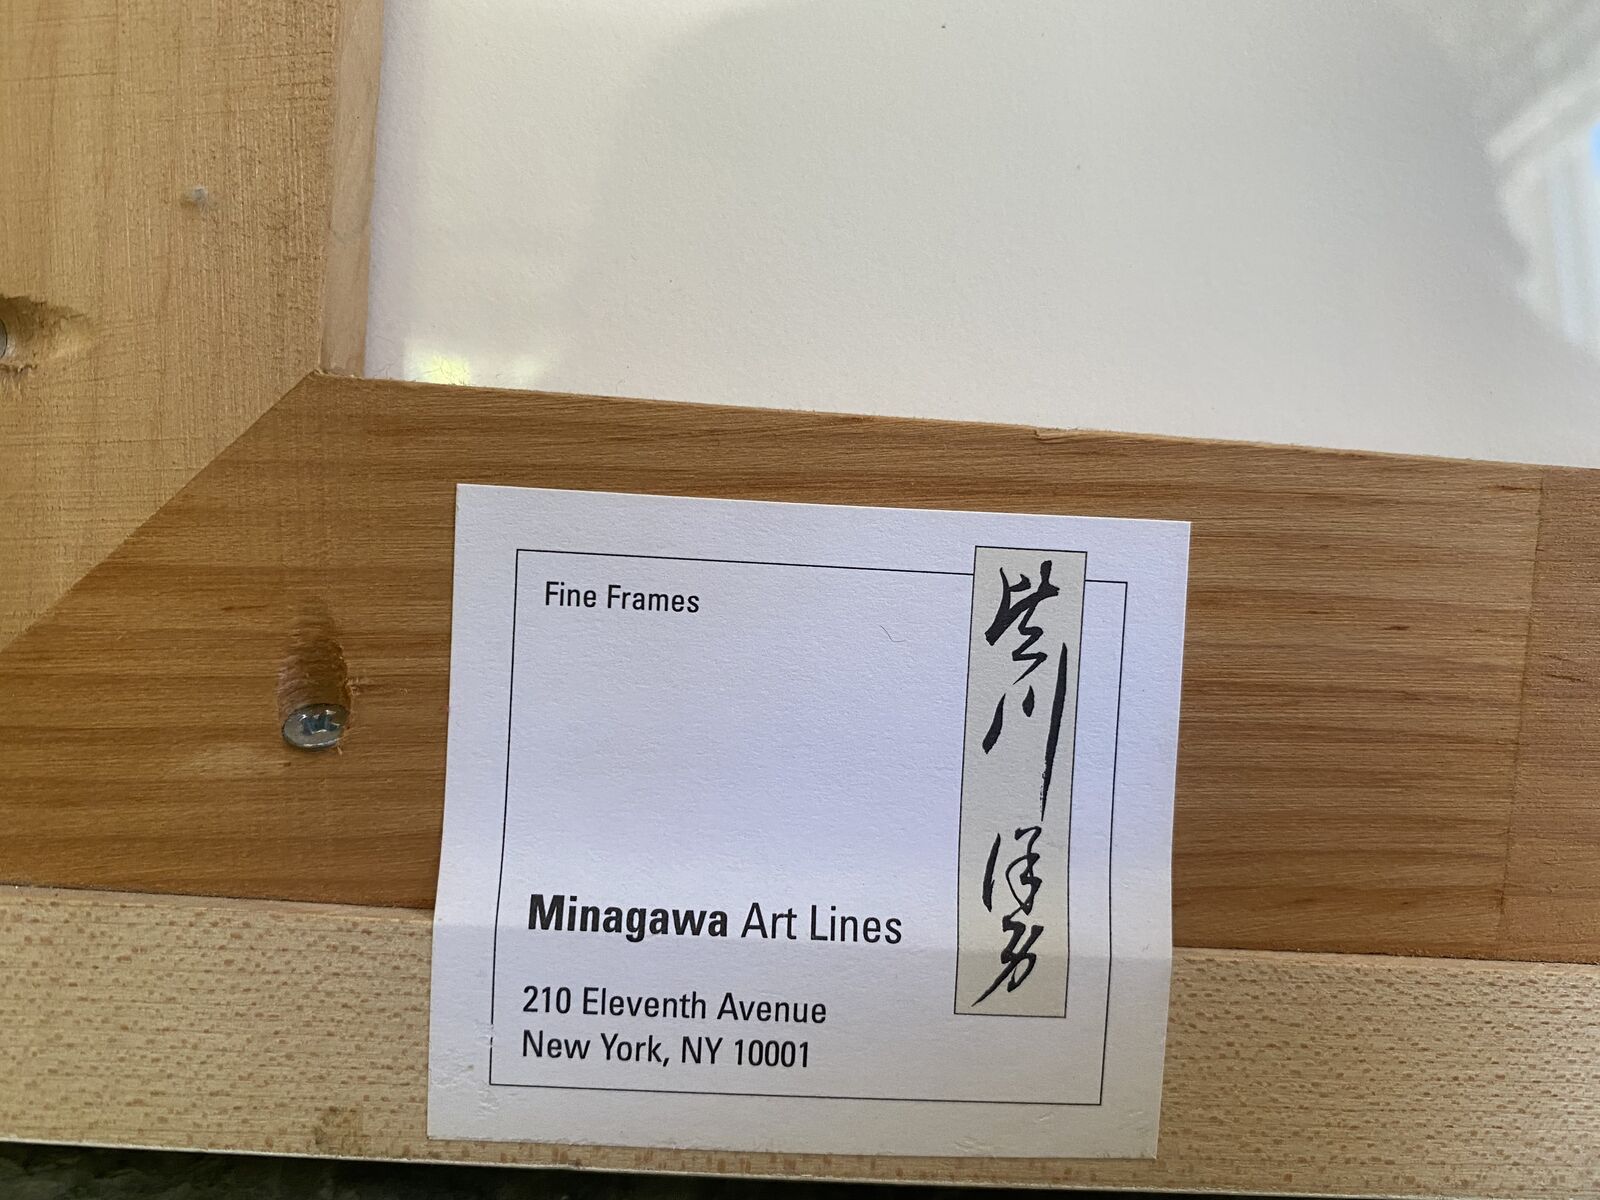 Fine Frames
皆川
Minagawa Art Lines
210 Eleventh Avenue
New York, NY 10001